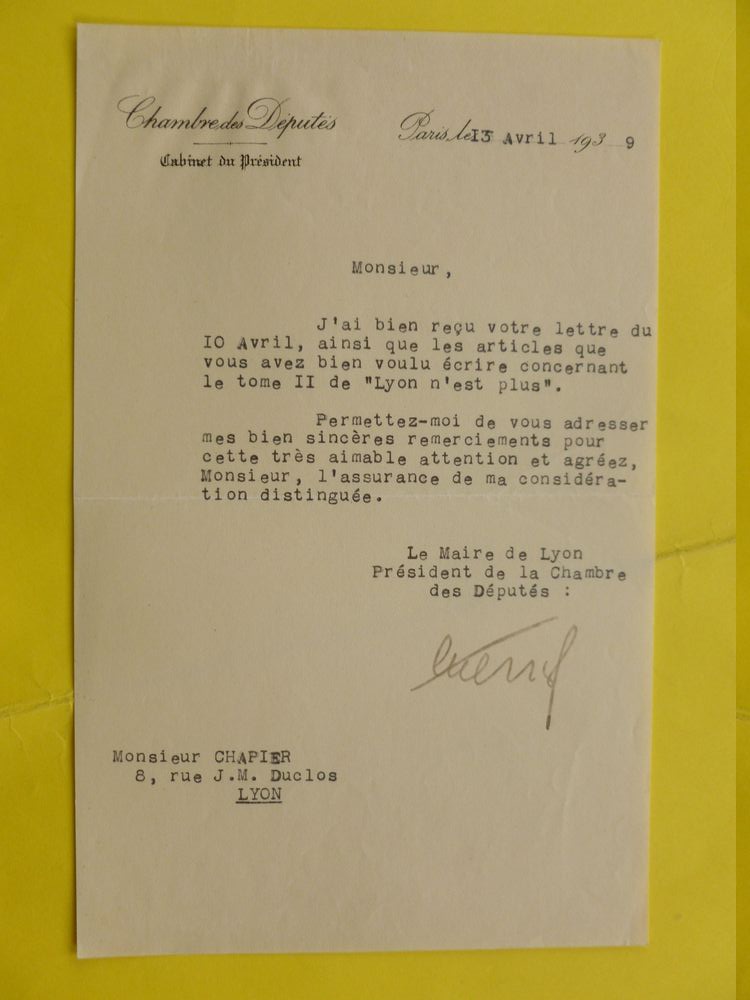 Chambre des Députés
Cabinet du Président
Paris, le I3 Avril 193 9
Monsieur,
J'ai bien reçu votre lettre du
IO Avril, ainsi que les articles que
vous avez bien voulu écrire concernant
le tome II de "Lyon n'est plus".
Permettez-moi de vous adresser
mes bien sincères remerciements pour
cette très aimable attention et agréez,
Monsieur, l'assurance de ma considéra-
tion distinguée.
Le Maire de Lyon
Président de la Chambre
des Députés :
Monsieur CHAPIER
8, rue J.M. Duclos
LYON